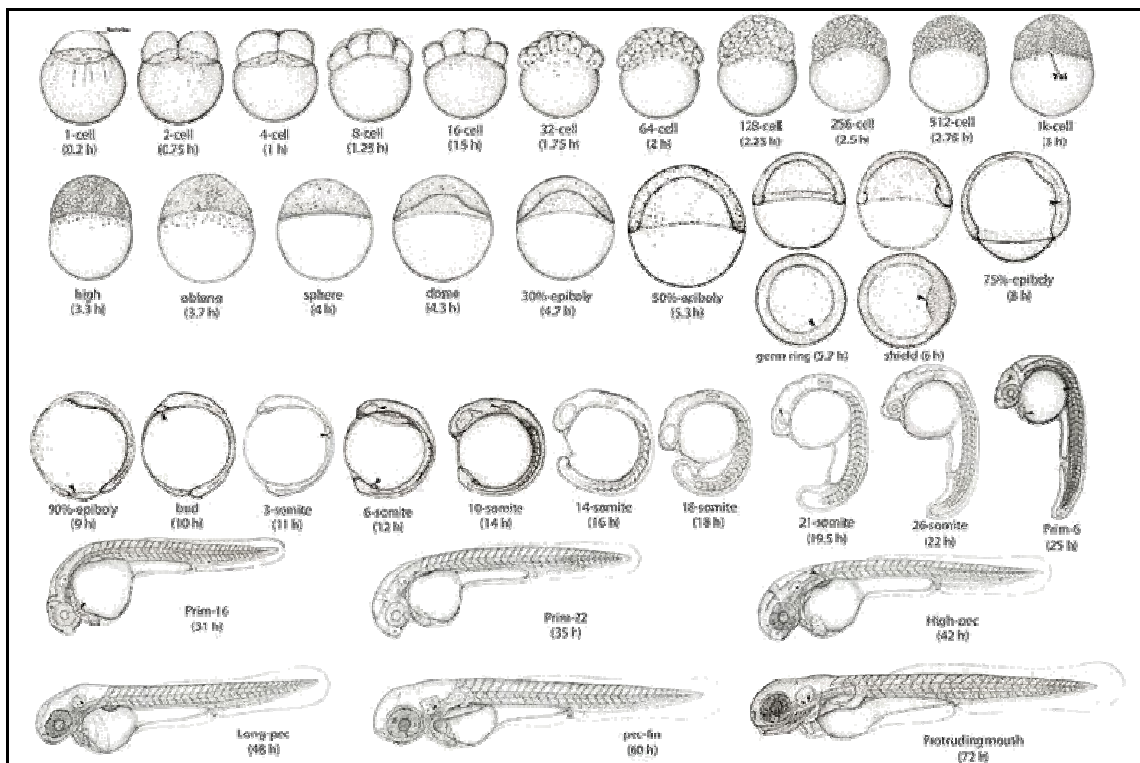 1-cell
(0.2 h)
2-cell
(0.75 h)
4-cell
(1 h)
8-cell
(1.25 h)
16-cell
(1.5 h)
32-cell
(1.75 h)
64-cell
(2 h)
128-cell
(2.25 h)
256-cell
(2.5 h)
512-cell
(2.75 h)
1k-cell
(3 h)
high
(3.3 h)
oblong
(3.7 h)
sphere
(4 h)
dome
(4.3 h)
30%-epiboly
(4.7 h)
50%-epiboly
(5.3 h)
germ ring (5.7 h)
shield (6 h)
75%-epiboly
(8 h)
90%-epiboly
(9 h)
bud
(10 h)
3-somite
(11 h)
6-somite
(12 h)
10-somite
(14 h)
14-somite
(16 h)
18-somite
(18 h)
21-somite
(19.5 h)
26-somite
(22 h)
Prim-6
(25 h)
Prim-16
(31 h)
Prim-22
(35 h)
High-pec
(42 h)
Long-pec
(48 h)
pec-fin
(60 h)
Protruding mouth
(72 h)